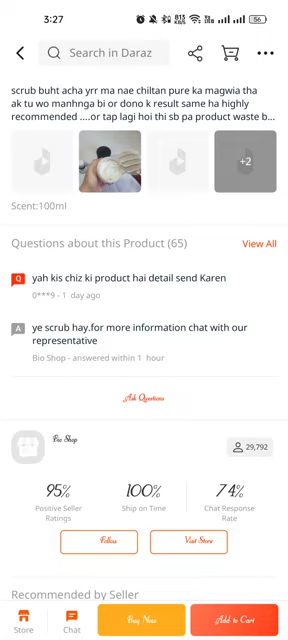 3:27
813 K/s
56
Search in Daraz
scrub buht acha yrr ma nae chiltan pure ka magwia tha
ak tu wo manhnga bi or dono k result same ha highly
recommended ....or tap lagi hoi thi sb pa product waste b...
+2
Scent:100ml
Questions about this Product (65)
View All
Q
yah kis chiz ki product hai detail send Karen
0***9 - 1 day ago
A
ye scrub hay.for more information chat with our
representative
Bio Shop - answered within 1 hour
Ask Questions
Bio Shop
29,792
95% 100% 74%
Positive Seller Ratings
Ship on Time
Chat Response Rate
Follow
Visit Store
Recommended by Seller
Store
Chat
Buy Now
Add to Cart